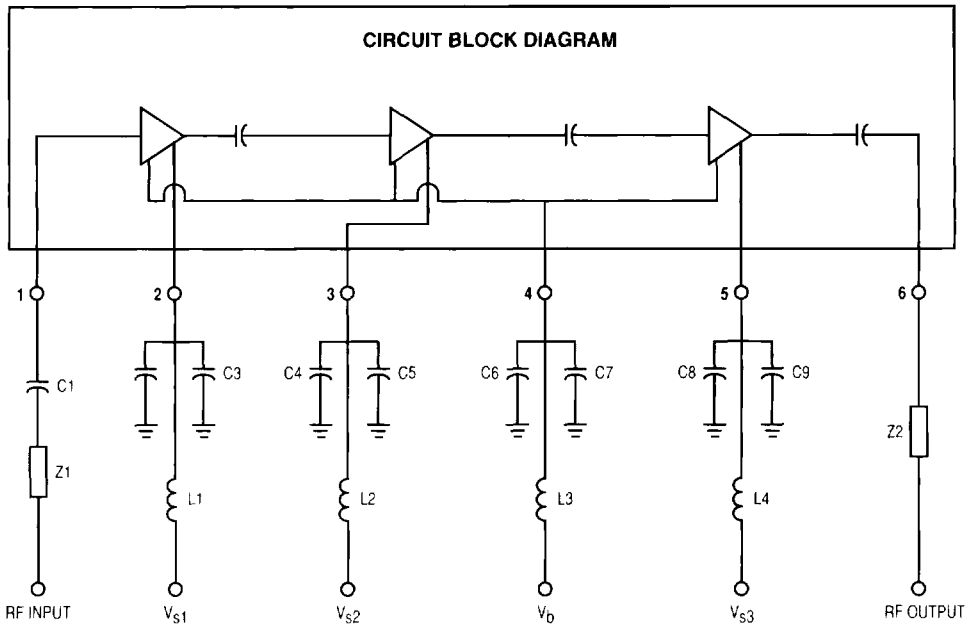 CIRCUIT BLOCK DIAGRAM
1 2 3 4 5 6
C1 C3 C4 C5 C6 C7 C8 C9
Z1 L1 L2 L3 L4 Z2
RF INPUT Vs1 Vs2 Vb Vs3 RF OUTPUT